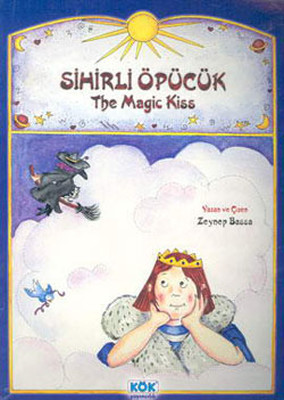 SİHİRLİ ÖPÜCÜK
The Magic Kiss
Yazan ve Çizen
Zeynep Bassa
KÖK